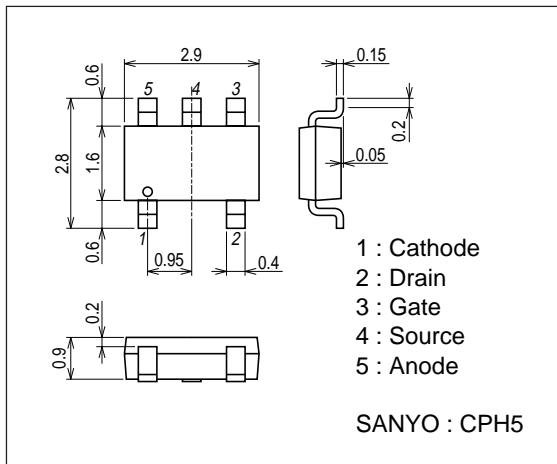 2.9
0.15
0.6
5
4
3
0.2
2.8
1.6
0.05
1
2
0.6
0.95
0.4
1 : Cathode
2 : Drain
3 : Gate
4 : Source
5 : Anode
0.2
0.9
SANYO : CPH5